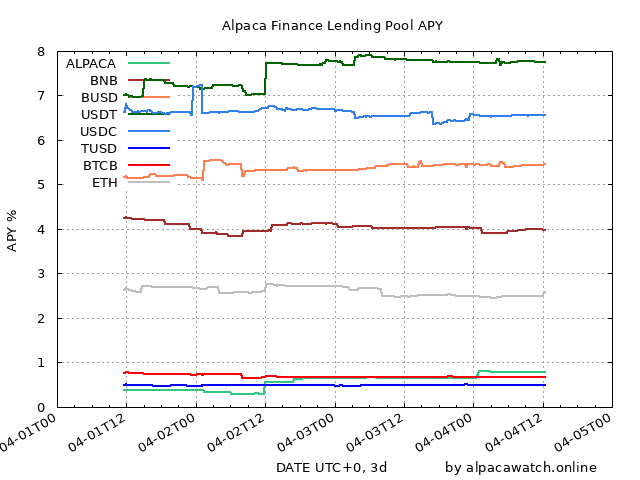 Alpaca Finance Lending Pool APY
8
7
6
5
4
3
2
1
0
APY %
ALPACA
BNB
BUSD
USDT
USDC
TUSD
BTCB
ETH
04-01T00
04-01T12
04-02T00
04-02T12
04-03T00
04-03T12
04-04T00
04-04T12
04-05T00
DATE UTC+0, 3d
by alpacawatch.online